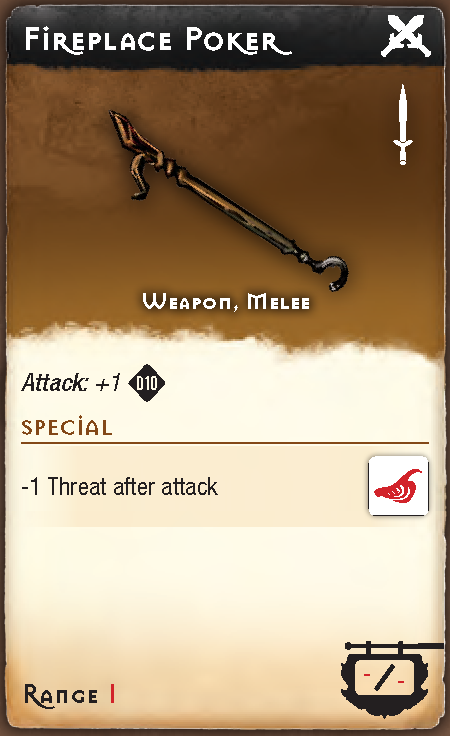 Fireplace Poker
Weapon, Melee
Attack: +1 D10
SPECIAL
-1 Threat after attack
Range 1
- / -